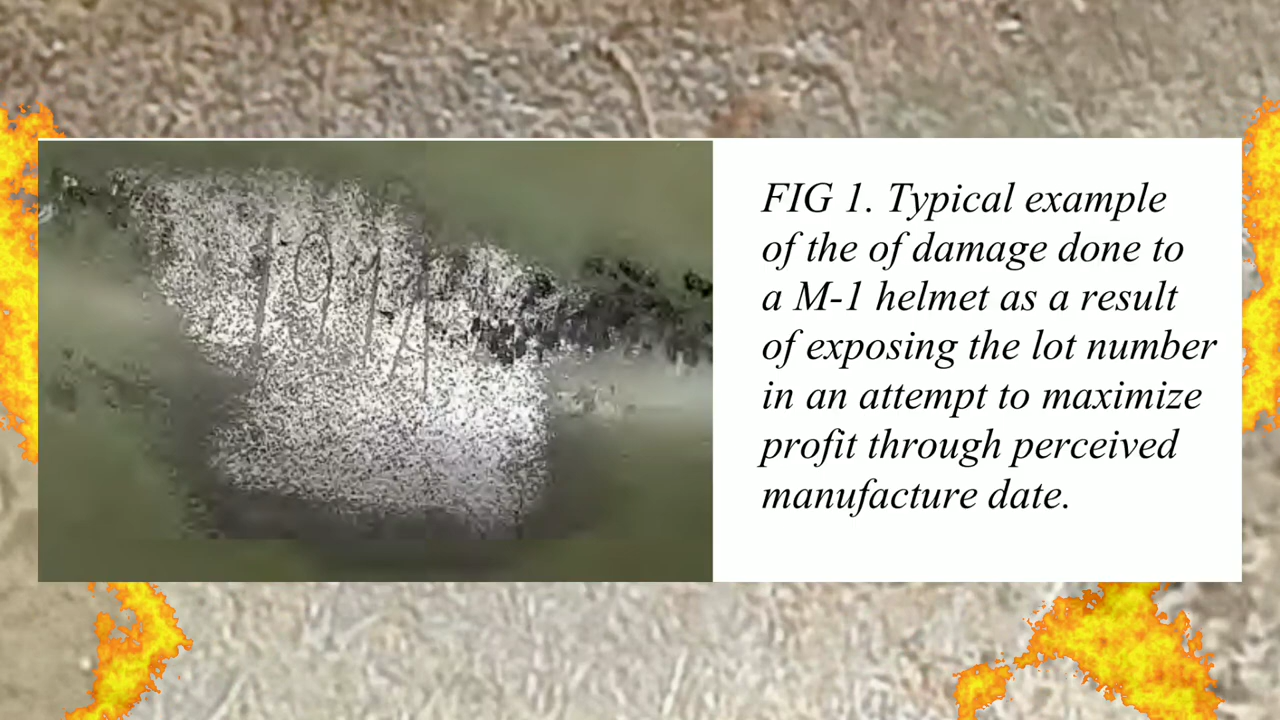 FIG 1. Typical example
of the of damage done to
a M-1 helmet as a result
of exposing the lot number
in an attempt to maximize
profit through perceived
manufacture date.